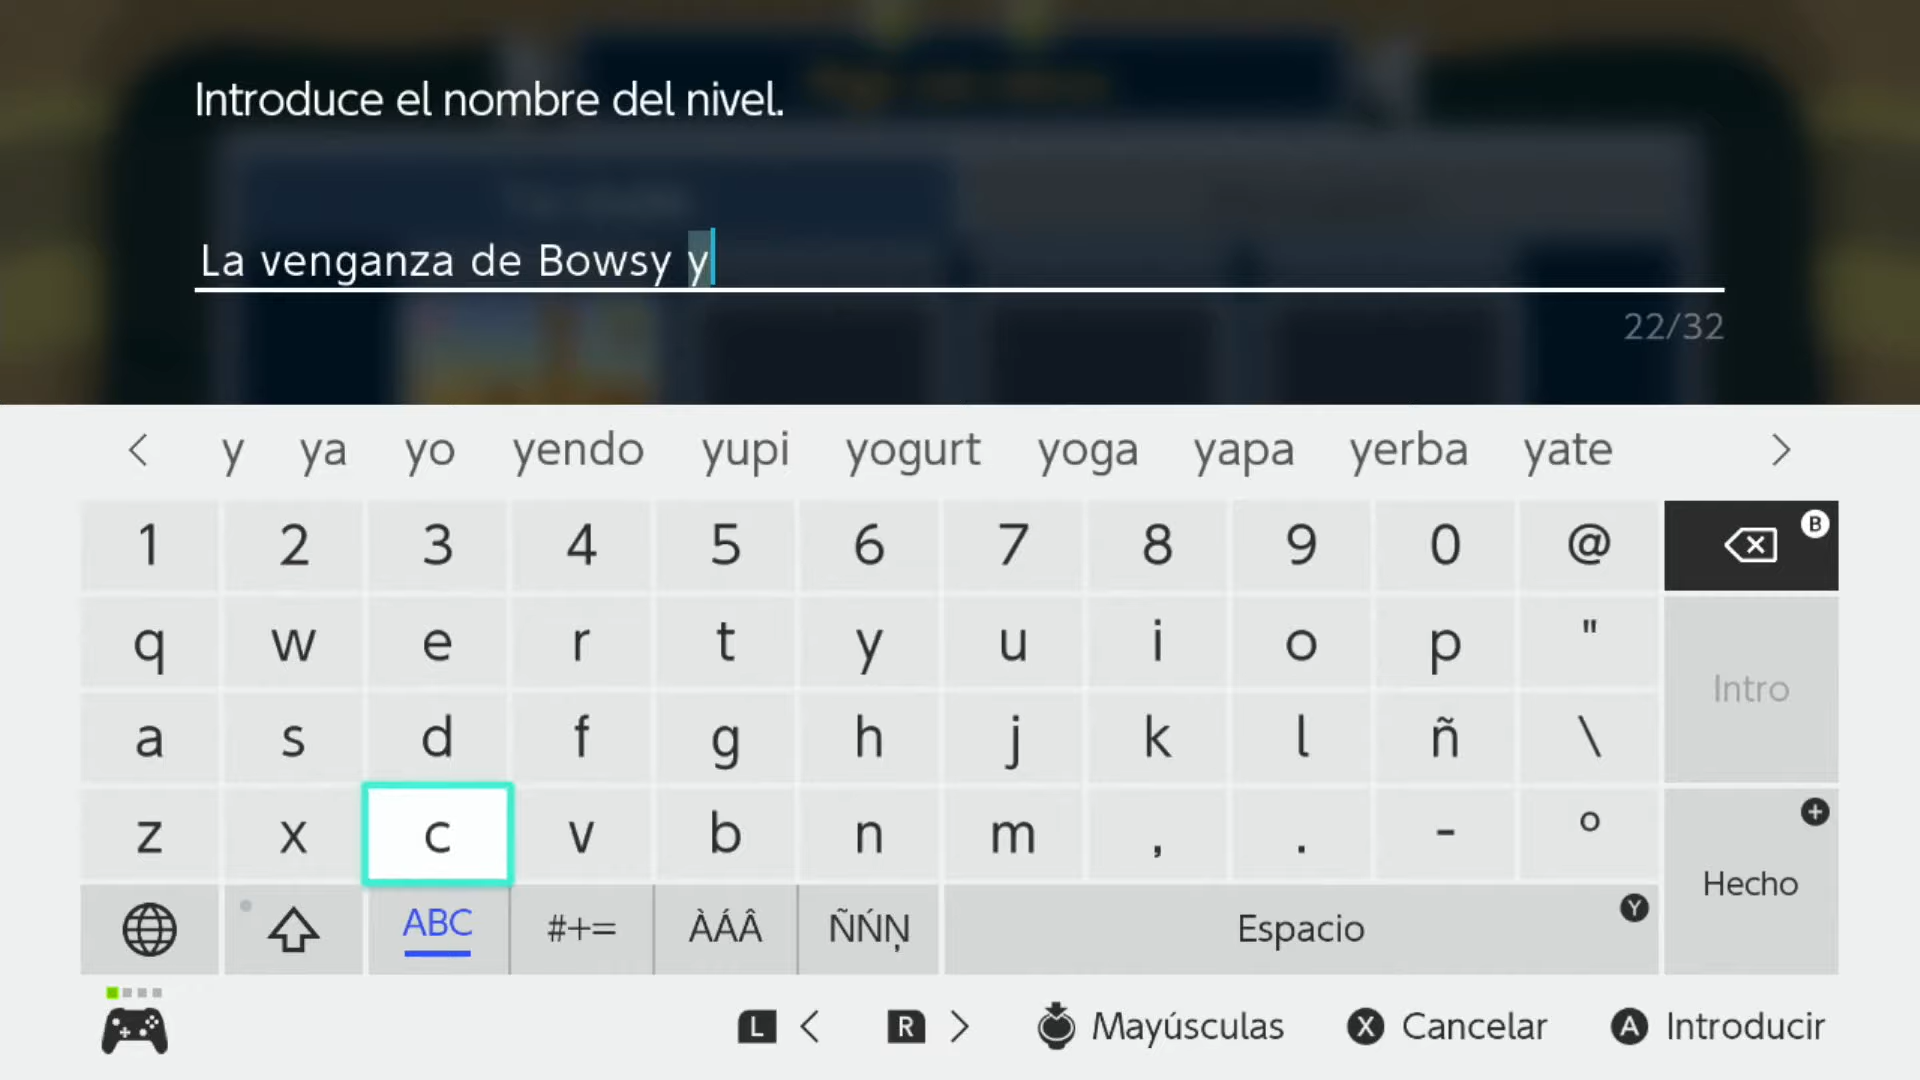 Introduce el nombre del nivel.
La venganza de Bowsy y
22/32
y ya yo yendo yupi yogurt yoga yapa yerba yate
1 2 3 4 5 6 7 8 9 0 @ B
q w e r t y u i o p " Intro
a s d f g h j k l ñ \
z x c v b n m , . - º + Hecho
ABC #+= ÀÁÂ ÑŃŅ Espacio Y
L < R > Mayúsculas X Cancelar A Introducir